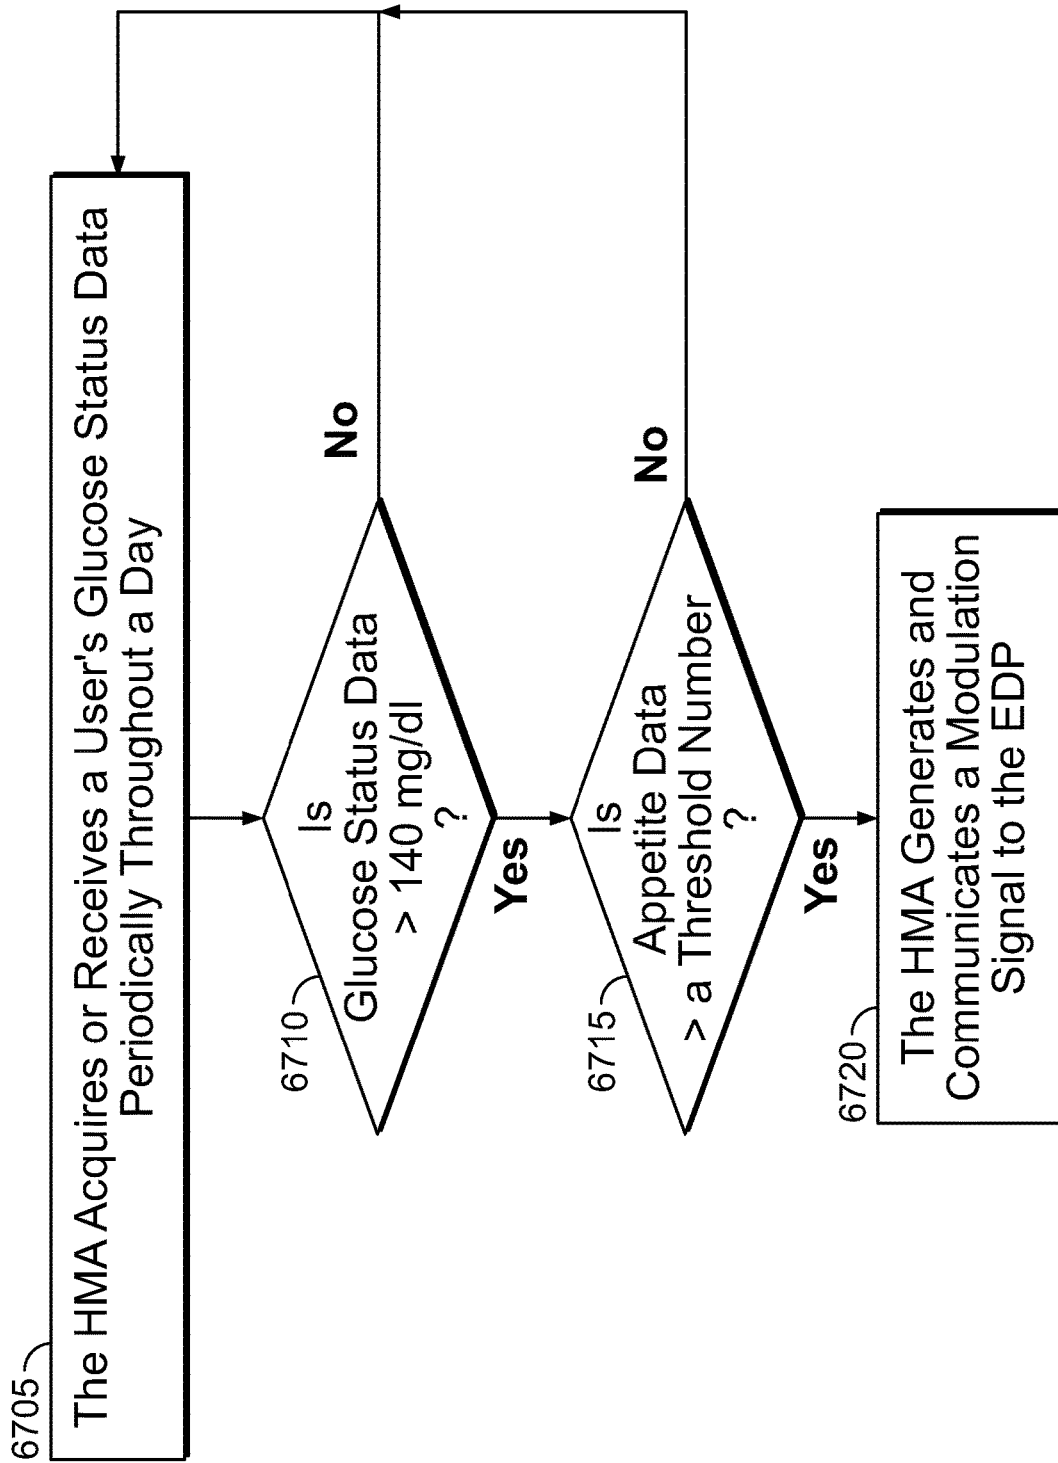 6705
The HMA Acquires or Receives a User's Glucose Status Data
Periodically Throughout a Day
6710
Is
Glucose Status Data
> 140 mg/dl
?
No
Yes
6715
Is
Appetite Data
> a Threshold Number
?
No
Yes
6720
The HMA Generates and
Communicates a Modulation
Signal to the EDP